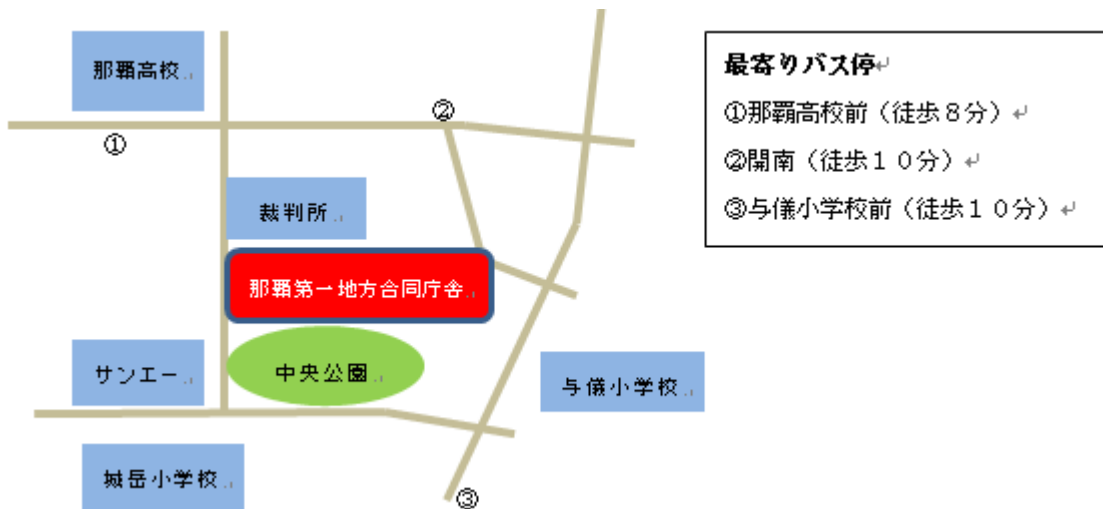 那覇高校
②
①
裁判所
那覇第一地方合同庁舎
サンエー
中央公園
与儀小学校
城岳小学校
③
最寄りバス停
①那覇高校前（徒歩８分）
②開南（徒歩１０分）
③与儀小学校前（徒歩１０分）